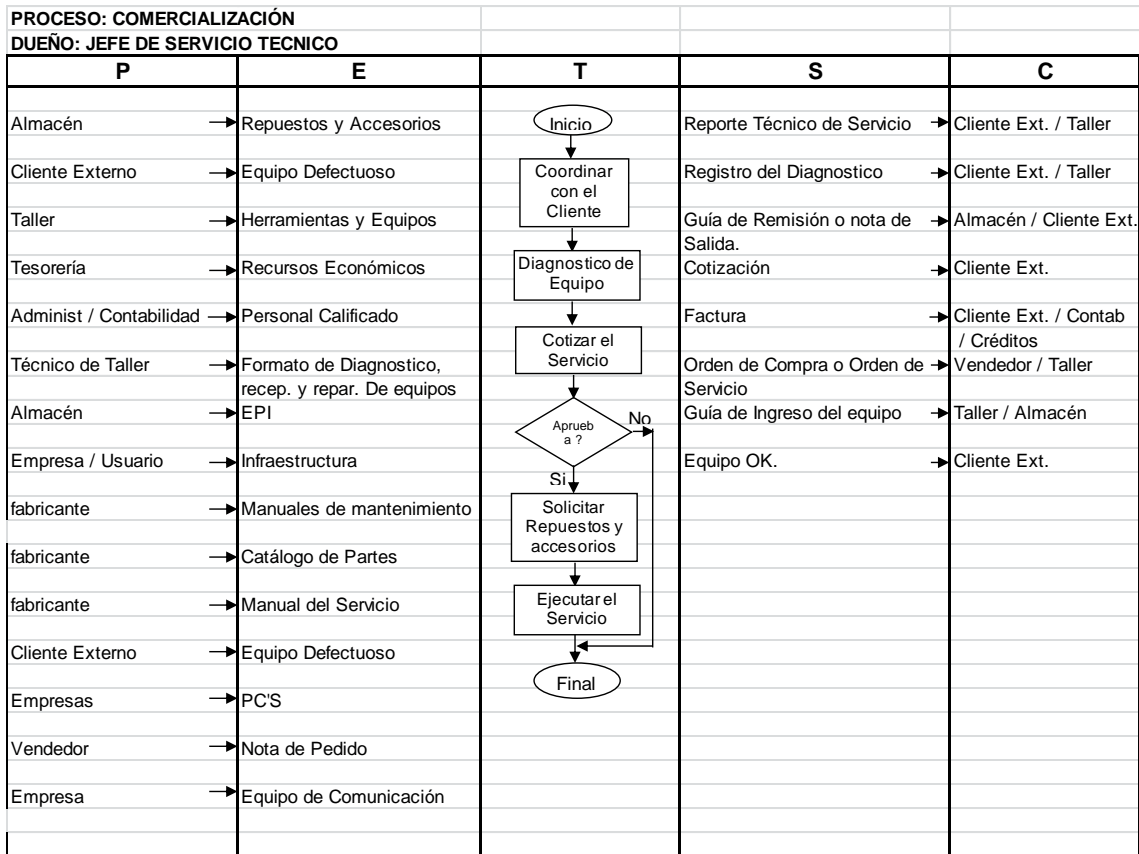 PROCESO: COMERCIALIZACIÓN
DUEÑO: JEFE DE SERVICIO TECNICO
P E T S C
Almacén Repuestos y Accesorios Inicio Reporte Técnico de Servicio Cliente Ext. / Taller
Cliente Externo Equipo Defectuoso Coordinar Registro del Diagnostico Cliente Ext. / Taller
con el
Cliente
Taller Herramientas y Equipos Guía de Remisión o nota de Almacén / Cliente Ext.
Salida.
Tesorería Recursos Económicos Diagnostico de Cotización Cliente Ext.
Equipo
Administ / Contabilidad Personal Calificado Factura Cliente Ext. / Contab
Cotizar el / Créditos
Técnico de Taller Formato de Diagnostico, Servicio Orden de Compra o Orden de Vendedor / Taller
recep. y repar. De equipos Servicio
Almacén EPI No Guía de Ingreso del equipo Taller / Almacén
Aprueb
a ?
Empresa / Usuario Infraestructura Equipo OK. Cliente Ext.
Si
fabricante Manuales de mantenimiento Solicitar
Repuestos y
accesorios
fabricante Catálogo de Partes
fabricante Manual del Servicio Ejecutar el
Servicio
Cliente Externo Equipo Defectuoso
Final
Empresas PC'S
Vendedor Nota de Pedido
Empresa Equipo de Comunicación